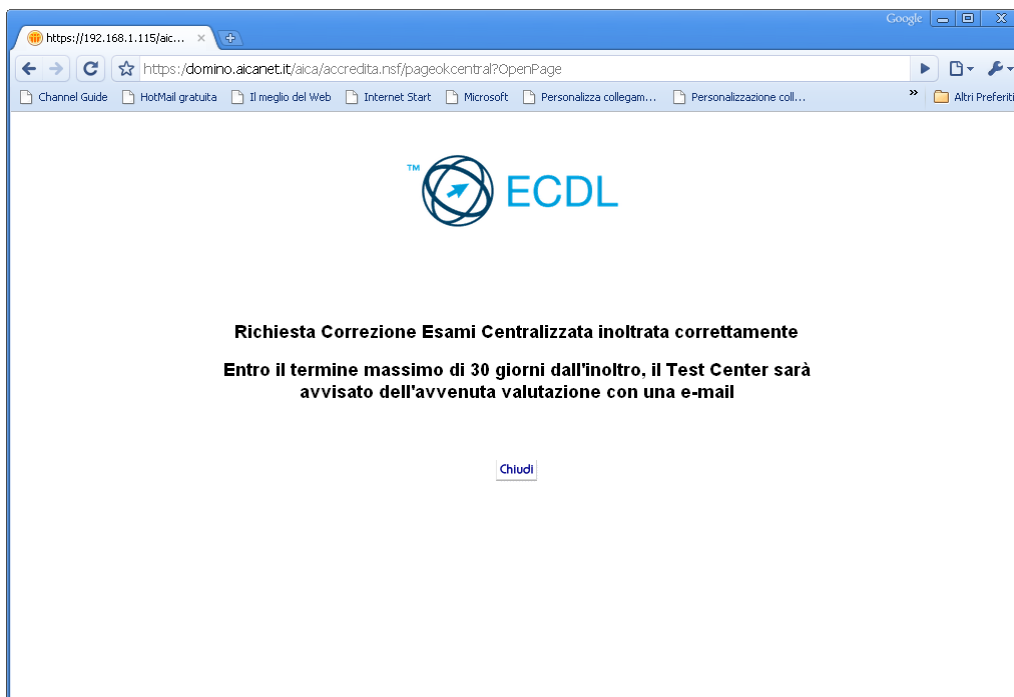 Google
https://192.168.1.115/aic...
https:/domino.aicanet.it/aica/accredita.nsf/pageokcentral?OpenPage
Channel Guide HotMail gratuita Il meglio del Web Internet Start Microsoft Personalizza collegam... Personalizzazione coll... » Altri Preferiti
TM ECDL
Richiesta Correzione Esami Centralizzata inoltrata correttamente
Entro il termine massimo di 30 giorni dall'inoltro, il Test Center sarà
avvisato dell'avvenuta valutazione con una e-mail
Chiudi